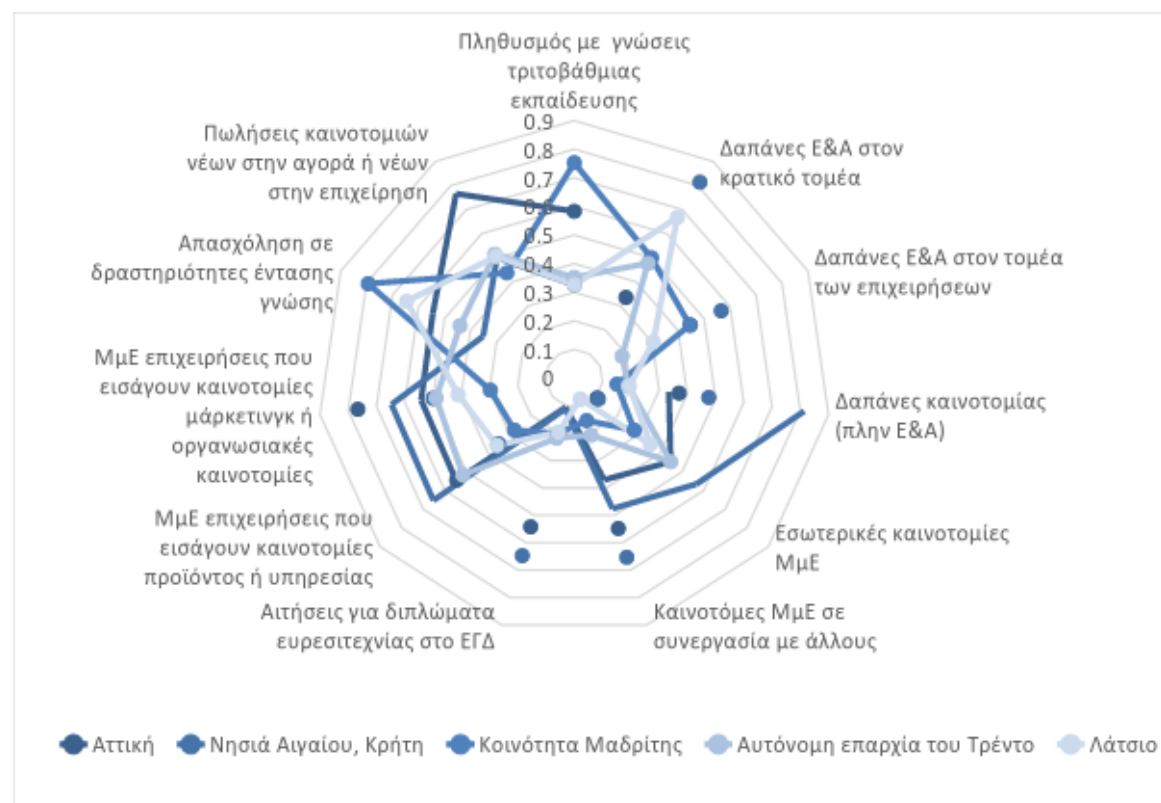 Πληθυσμός με γνώσεις
τριτοβάθμιας
εκπαίδευσης
Δαπάνες Ε&Α στον
κρατικό τομέα
Δαπάνες Ε&Α στον τομέα
των επιχειρήσεων
Δαπάνες καινοτομίας
(πλην Ε&Α)
Εσωτερικές καινοτομίες
ΜμΕ
Καινοτόμες ΜμΕ σε
συνεργασία με άλλους
Αιτήσεις για διπλώματα
ευρεσιτεχνίας στο ΕΓΔ
ΜμΕ επιχειρήσεις που
εισάγουν καινοτομίες
προϊόντος ή υπηρεσίας
ΜμΕ επιχειρήσεις που
εισάγουν καινοτομίες
μάρκετινγκ ή
οργανωσιακές
καινοτομίες
Απασχόληση σε
δραστηριότητες έντασης
γνώσης
Πωλήσεις καινοτομιών
νέων στην αγορά ή νέων
στην επιχείρηση
0.9
0.8
0.7
0.6
0.5
0.4
0.3
0.2
0.1
0
Αττική
Νησιά Αιγαίου, Κρήτη
Κοινότητα Μαδρίτης
Αυτόνομη επαρχία του Τρέντο
Λάτσιο